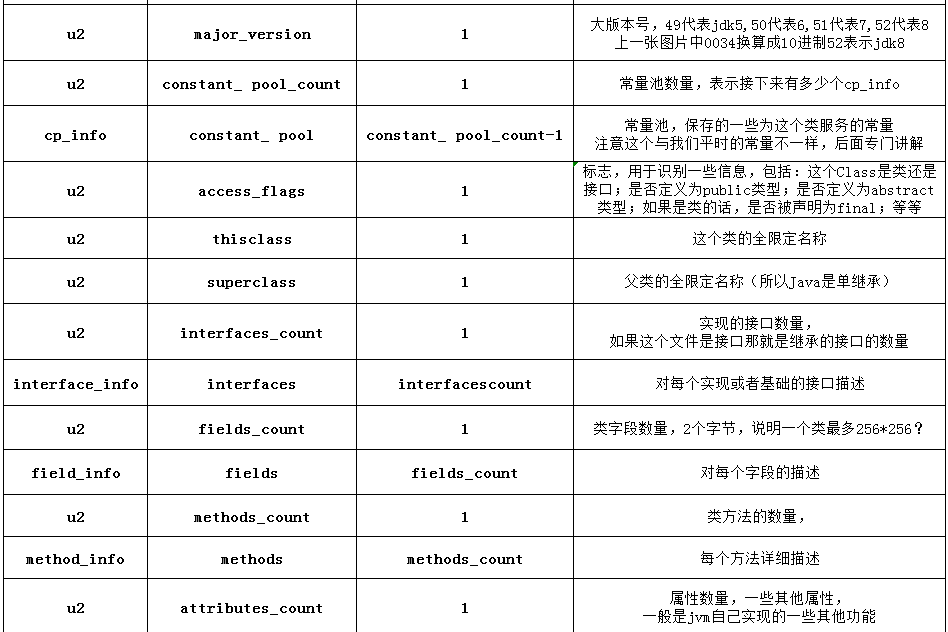 u2 major_version 1 大版本号，49代表jdk5,50代表6,51代表7,52代表8
上一张图片中0034换算成10进制52表示jdk8
u2 constant_ pool_count 1 常量池数量，表示接下来有多少个cp_info
cp_info constant_ pool constant_ pool_count-1 常量池，保存的一些为这个类服务的常量
注意这个与我们平时的常量不一样，后面专门讲解
u2 access_flags 1 标志，用于识别一些信息，包括：这个Class是类还是
接口；是否定义为public类型；是否定义为abstract
类型；如果是类的话，是否被声明为final；等等
u2 thisclass 1 这个类的全限定名称
u2 superclass 1 父类的全限定名称（所以Java是单继承）
u2 interfaces_count 1 实现的接口数量，
如果这个文件是接口那就是继承的接口的数量
interface_info interfaces interfacescount 对每个实现或者基础的接口描述
u2 fields_count 1 类字段数量，2个字节，说明一个类最多256*256？
field_info fields fields_count 对每个字段的描述
u2 methods_count 1 类方法的数量，
method_info methods methods_count 每个方法详细描述
u2 attributes_count 1 属性数量，一些其他属性，
一般是jvm自己实现的一些其他功能